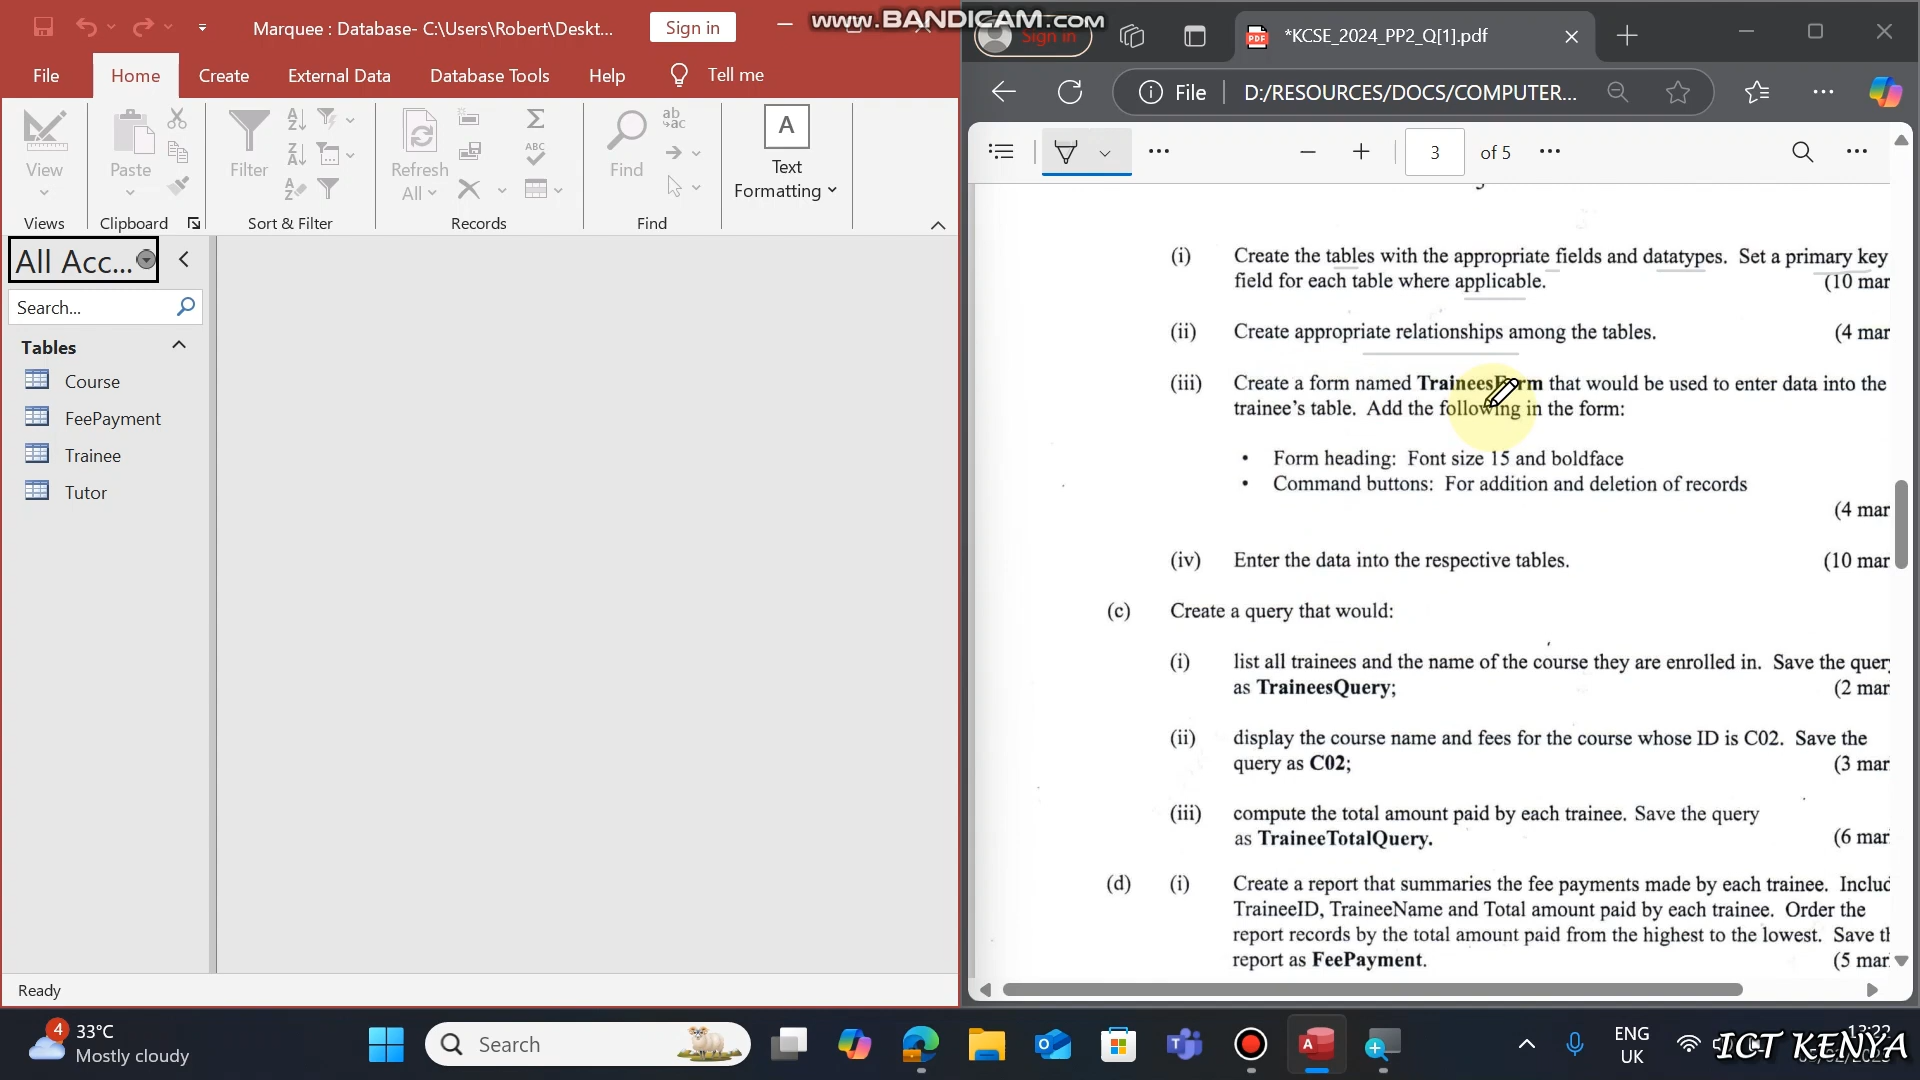 www.BANDICAM.com
Marquee : Database- C:\Users\Robert\Deskt...
Sign in
File
Home
Create
External Data
Database Tools
Help
Tell me
View
Paste
Filter
Refresh
All
Find
ab
ac
ABC
A
Text
Formatting
Views
Clipboard
Sort & Filter
Records
Find
All Acc...
Search...
Tables
Course
FeePayment
Trainee
Tutor
Ready
Sign in
*KCSE_2024_PP2_Q[1].pdf
File
D:/RESOURCES/DOCS/COMPUTER...
3
of 5
(i) Create the tables with the appropriate fields and datatypes. Set a primary key
field for each table where applicable. (10 mar
(ii) Create appropriate relationships among the tables. (4 mar
(iii) Create a form named TraineesForm that would be used to enter data into the
trainee's table. Add the following in the form:
• Form heading: Font size 15 and boldface
• Command buttons: For addition and deletion of records
(4 mar
(iv) Enter the data into the respective tables. (10 mar
(c) Create a query that would:
(i) list all trainees and the name of the course they are enrolled in. Save the query
as TraineesQuery; (2 mar
(ii) display the course name and fees for the course whose ID is C02. Save the
query as C02; (3 mar
(iii) compute the total amount paid by each trainee. Save the query
as TraineeTotalQuery. (6 mar
(d) (i) Create a report that summaries the fee payments made by each trainee. Includ
TraineeID, TraineeName and Total amount paid by each trainee. Order the
report records by the total amount paid from the highest to the lowest. Save th
report as FeePayment. (5 mar
4
33°C
Mostly cloudy
Search
ENG
UK
ICT KENYA